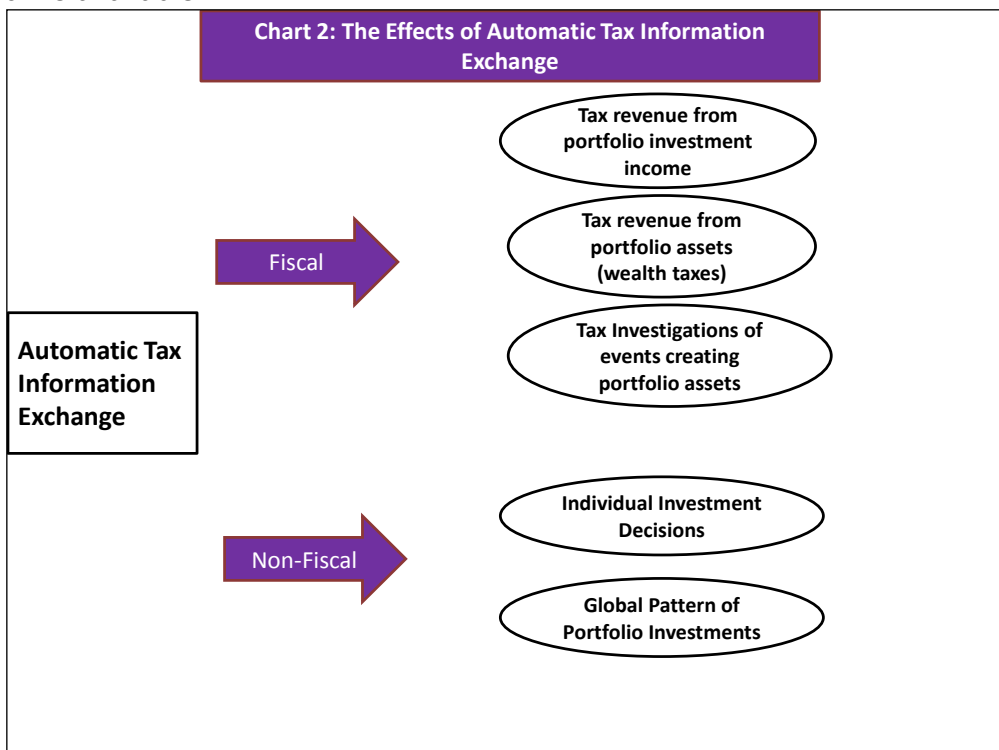 Chart 2: The Effects of Automatic Tax Information
Exchange
Tax revenue from
portfolio investment
income
Tax revenue from
portfolio assets
(wealth taxes)
Fiscal
Tax Investigations of
events creating
portfolio assets
Automatic Tax
Information
Exchange
Individual Investment
Decisions
Non-Fiscal
Global Pattern of
Portfolio Investments